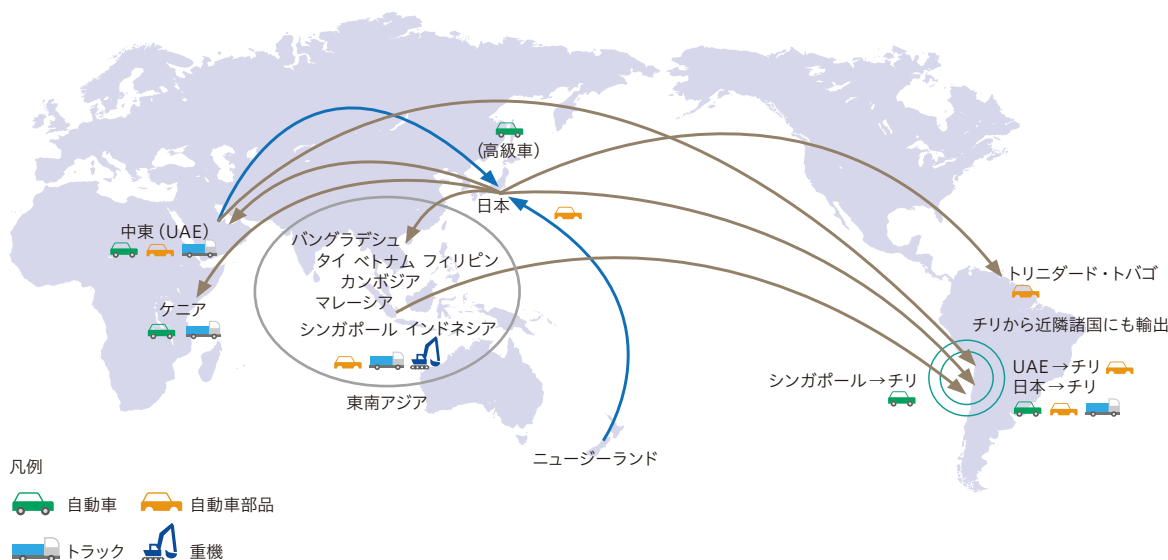 (高級車)
日本
中東(UAE)
バングラデシュ
タイ ベトナム フィリピン
カンボジア
マレーシア
シンガポール インドネシア
東南アジア
ケニア
トリニダード・トバゴ
チリから近隣諸国にも輸出
UAE→チリ
日本→チリ
シンガポール→チリ
ニュージーランド
凡例
自動車
自動車部品
トラック
重機